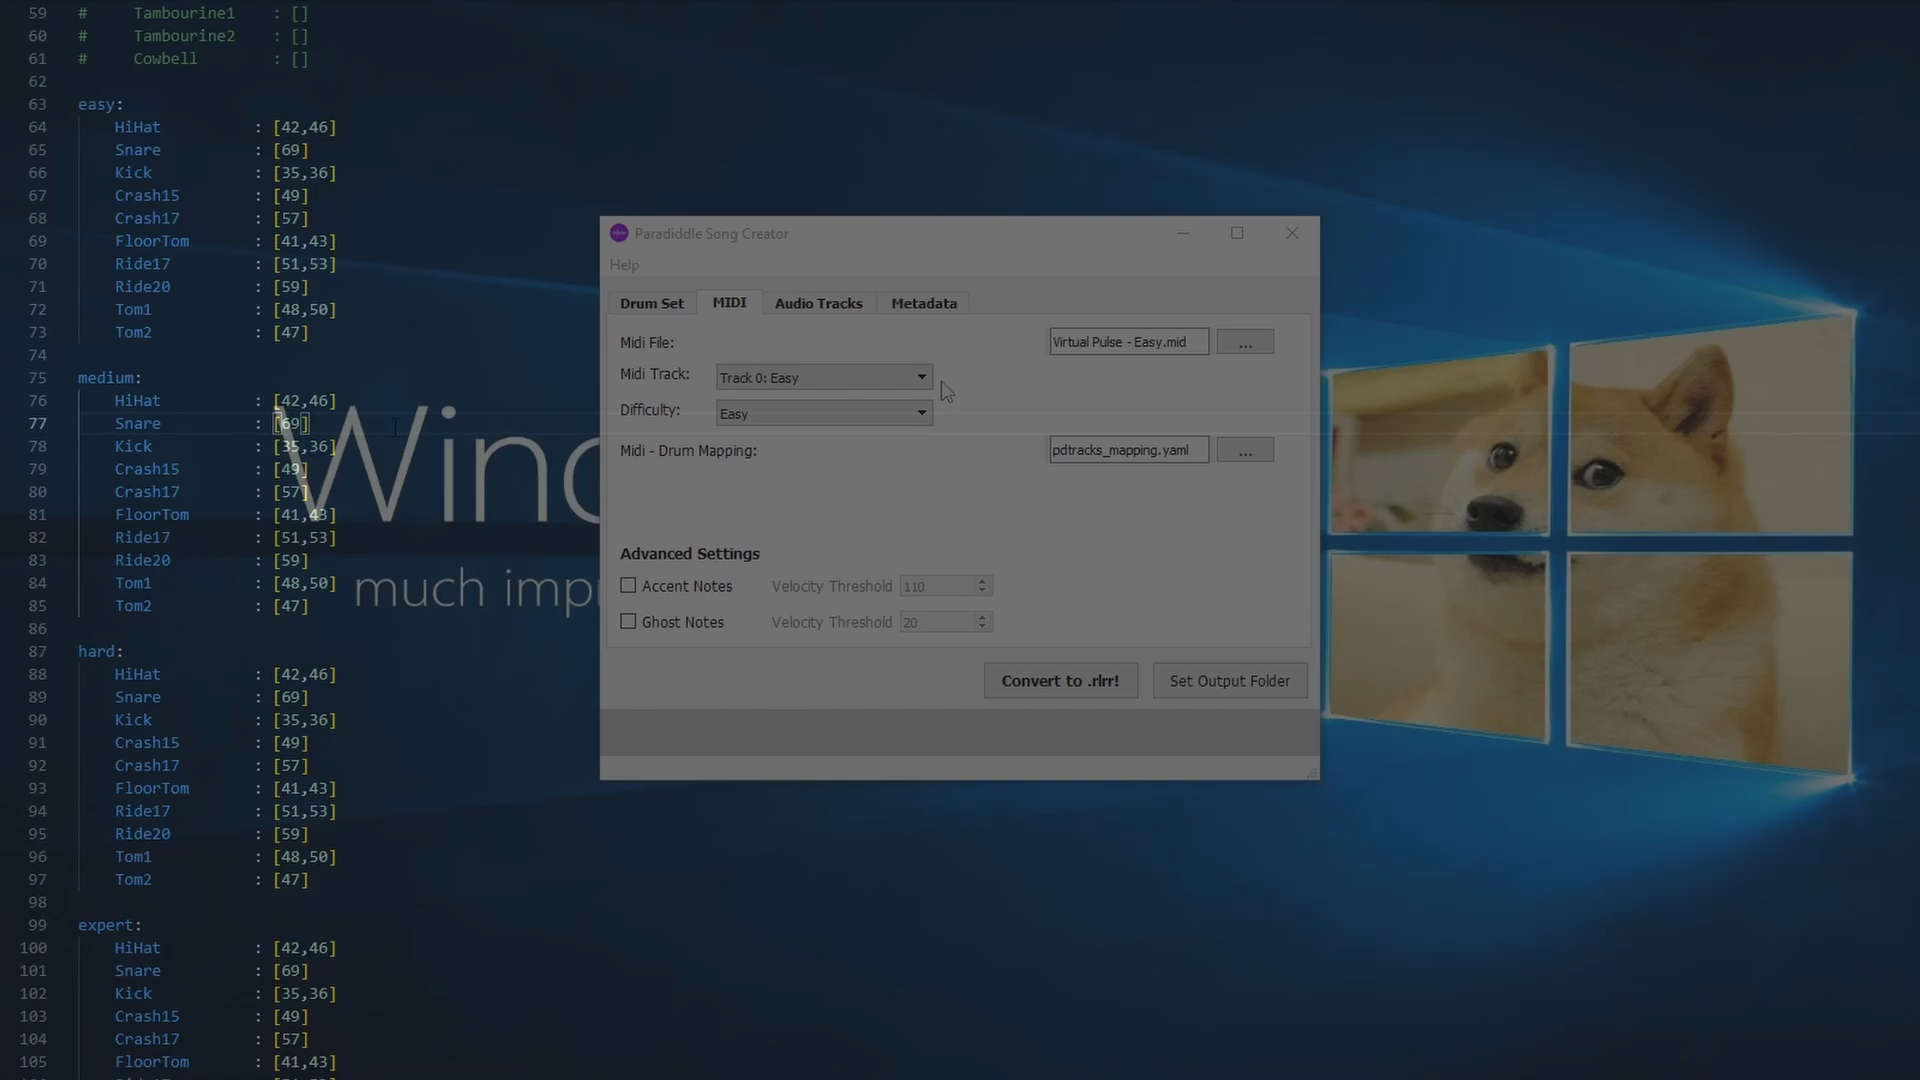 59 # Tambourine1 : []
60 # Tambourine2 : []
61 # Cowbell : []
62
63 easy:
64 HiHat : [42,46]
65 Snare : [69]
66 Kick : [35,36]
67 Crash15 : [49]
68 Crash17 : [57]
69 FloorTom : [41,43]
70 Ride17 : [51,53]
71 Ride20 : [59]
72 Tom1 : [48,50]
73 Tom2 : [47]
74
75 medium:
76 HiHat : [42,46]
77 Snare : [69]
78 Kick : [35,36]
79 Crash15 : [49]
80 Crash17 : [57]
81 FloorTom : [41,43]
82 Ride17 : [51,53]
83 Ride20 : [59]
84 Tom1 : [48,50]
85 Tom2 : [47]
86
87 hard:
88 HiHat : [42,46]
89 Snare : [69]
90 Kick : [35,36]
91 Crash15 : [49]
92 Crash17 : [57]
93 FloorTom : [41,43]
94 Ride17 : [51,53]
95 Ride20 : [59]
96 Tom1 : [48,50]
97 Tom2 : [47]
98
99 expert:
100 HiHat : [42,46]
101 Snare : [69]
102 Kick : [35,36]
103 Crash15 : [49]
104 Crash17 : [57]
105 FloorTom : [41,43]
much
Paradiddle Song Creator
Help
Drum Set MIDI Audio Tracks Metadata
Midi File: Virtual Pulse - Easy.mid ...
Midi Track: Track 0: Easy
Difficulty: Easy
Midi - Drum Mapping: pdtracks_mapping.yaml ...
Advanced Settings
Accent Notes Velocity Threshold 110
Ghost Notes Velocity Threshold 20
Convert to .rlrr! Set Output Folder